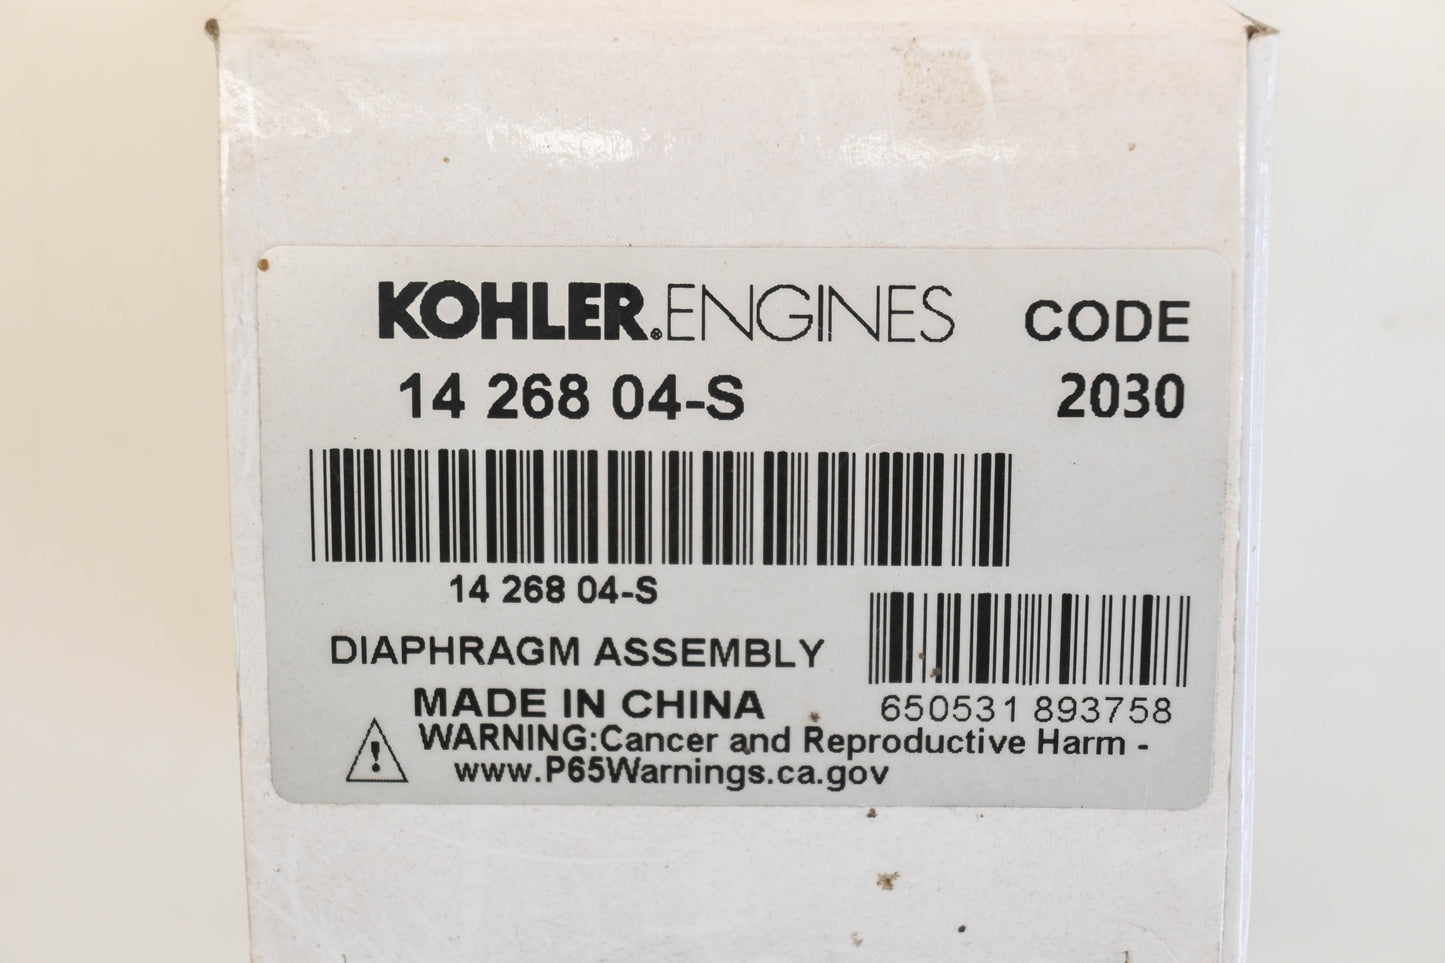 KOHLER® ENGINES CODE
14 268 04-S 2030
14 268 04-S
DIAPHRAGM ASSEMBLY
MADE IN CHINA
650531 893758
WARNING:Cancer and Reproductive Harm -
www.P65Warnings.ca.gov